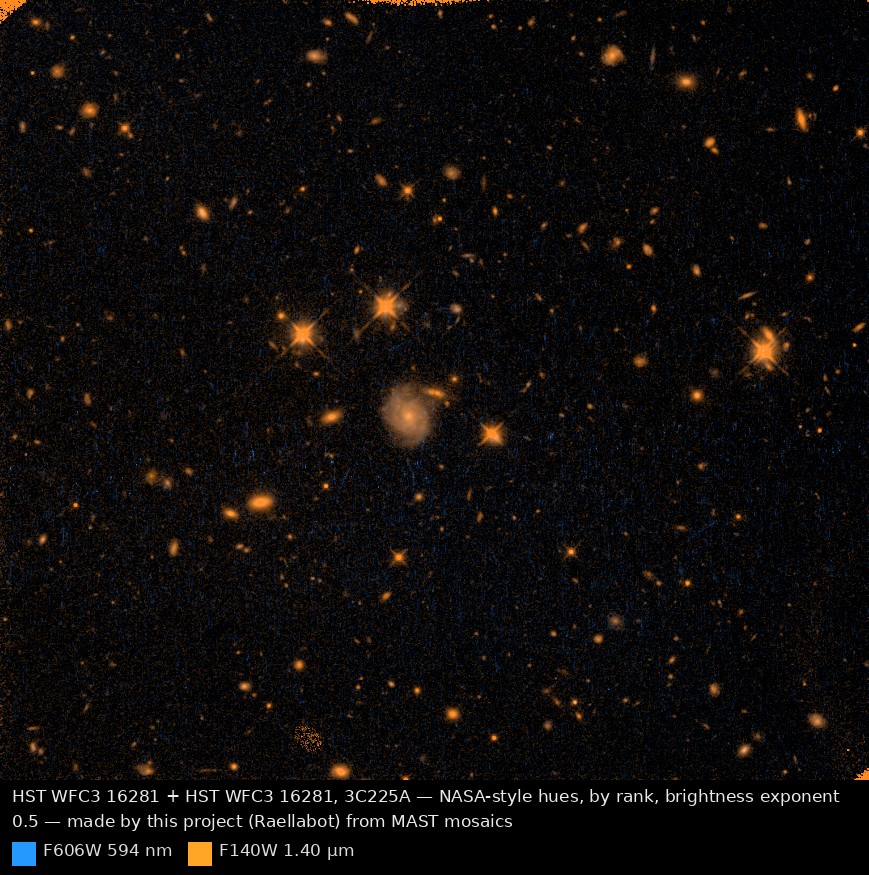 HST WFC3 16281 + HST WFC3 16281, 3C225A — NASA-style hues, by rank, brightness exponent
0.5 — made by this project (Raellabot) from MAST mosaics
F606W 594 nm F140W 1.40 µm